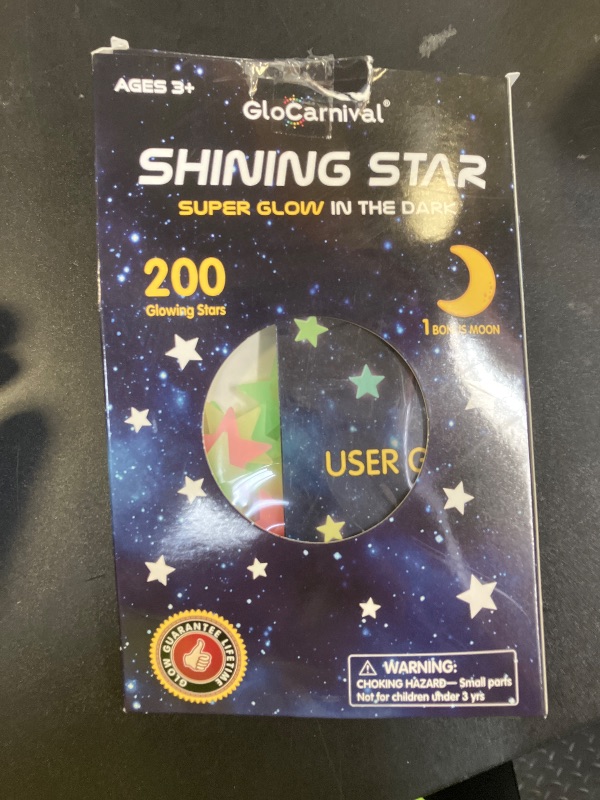 AGES 3+
GloCarnival®
SHINING STAR
SUPER GLOW IN THE DARK
200
Glowing Stars
1 BONUS MOON
USER G
GLOW GUARANTEE LIFETIME
⚠ WARNING:
CHOKING HAZARD— Small parts
Not for children under 3 yrs